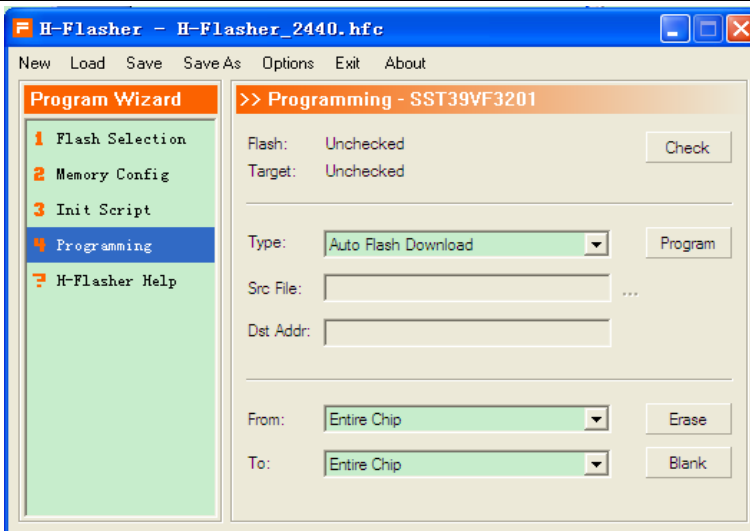 H-Flasher - H-Flasher_2440.hfc
New Load Save Save As Options Exit About
Program Wizard
1 Flash Selection
2 Memory Config
3 Init Script
4 Programming
? H-Flasher Help
>> Programming - SST39VF3201
Flash: Unchecked
Check
Target: Unchecked
Type: Auto Flash Download
Program
Src File:
...
Dst Addr:
From: Entire Chip
Erase
To: Entire Chip
Blank